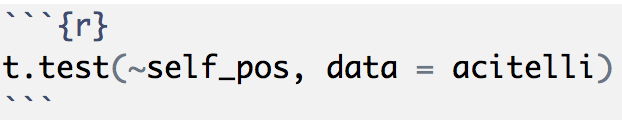 ```{r}
t.test(~self_pos, data = acitelli)
```